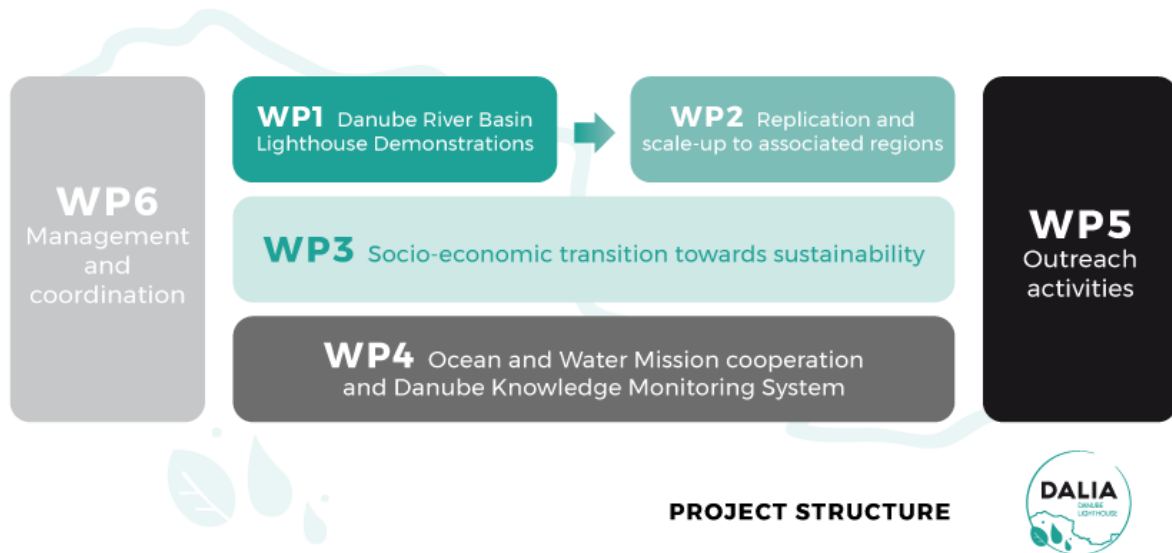 WP6
Management
and
coordination
WP1 Danube River Basin
Lighthouse Demonstrations
WP2 Replication and
scale-up to associated regions
WP3 Socio-economic transition towards sustainability
WP4 Ocean and Water Mission cooperation
and Danube Knowledge Monitoring System
WP5
Outreach
activities
PROJECT STRUCTURE
DALIA
DANUBE
LIGHTHOUSE